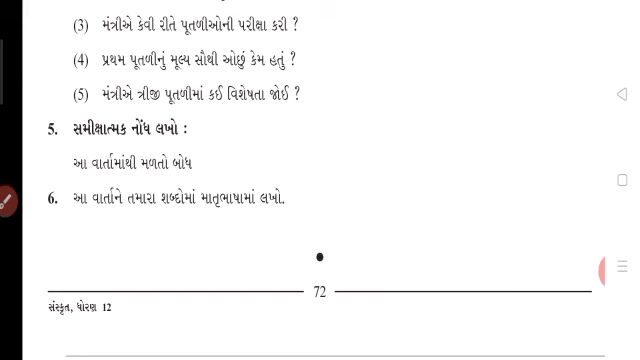 (3) મંત્રીએ કેવી રીતે પૂતળીઓની પરીક્ષા કરી ?
(4) પ્રથમ પૂતળીનું મૂલ્ય સૌથી ઓછું કેમ હતું ?
(5) મંત્રીએ ત્રીજી પૂતળીમાં કઈ વિશેષતા જોઈ ?
5. સમીક્ષાત્મક નોંધ લખો :
આ વાર્તામાંથી મળતો બોધ
6. આ વાર્તાને તમારા શબ્દોમાં માતૃભાષામાં લખો.
72
સંસ્કૃત, ધોરણ 12